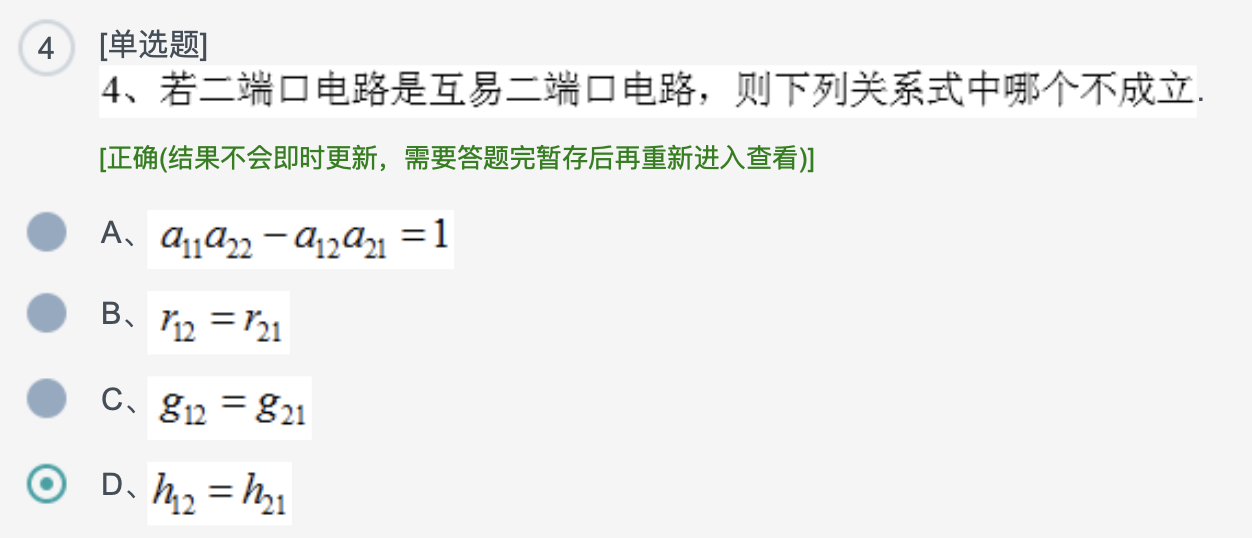 4
[单选题]
4、若二端口电路是互易二端口电路，则下列关系式中哪个不成立.
[正确(结果不会即时更新，需要答题完暂存后再重新进入查看)]
A、a₁₁a₂₂ − a₁₂a₂₁ = 1
B、r₁₂ = r₂₁
C、g₁₂ = g₂₁
D、h₁₂ = h₂₁